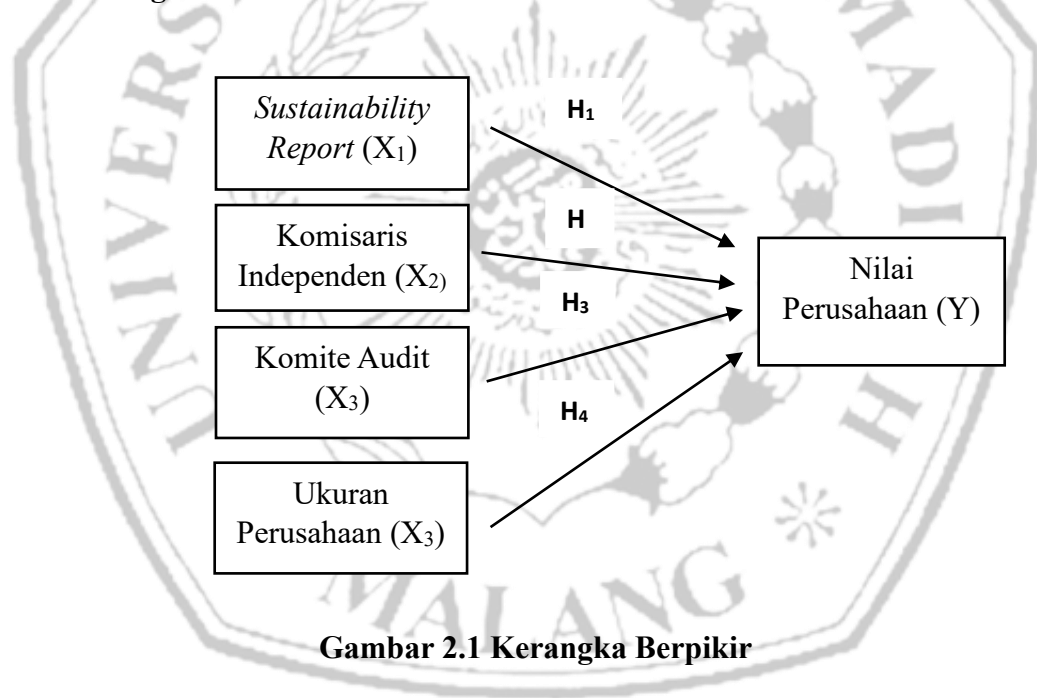 Sustainability
Report (X₁)
H₁
Komisaris
Independen (X₂)
H
Nilai
Perusahaan (Y)
H₃
Komite Audit
(X₃)
H₄
Ukuran
Perusahaan (X₃)
MALANG
Gambar 2.1 Kerangka Berpikir